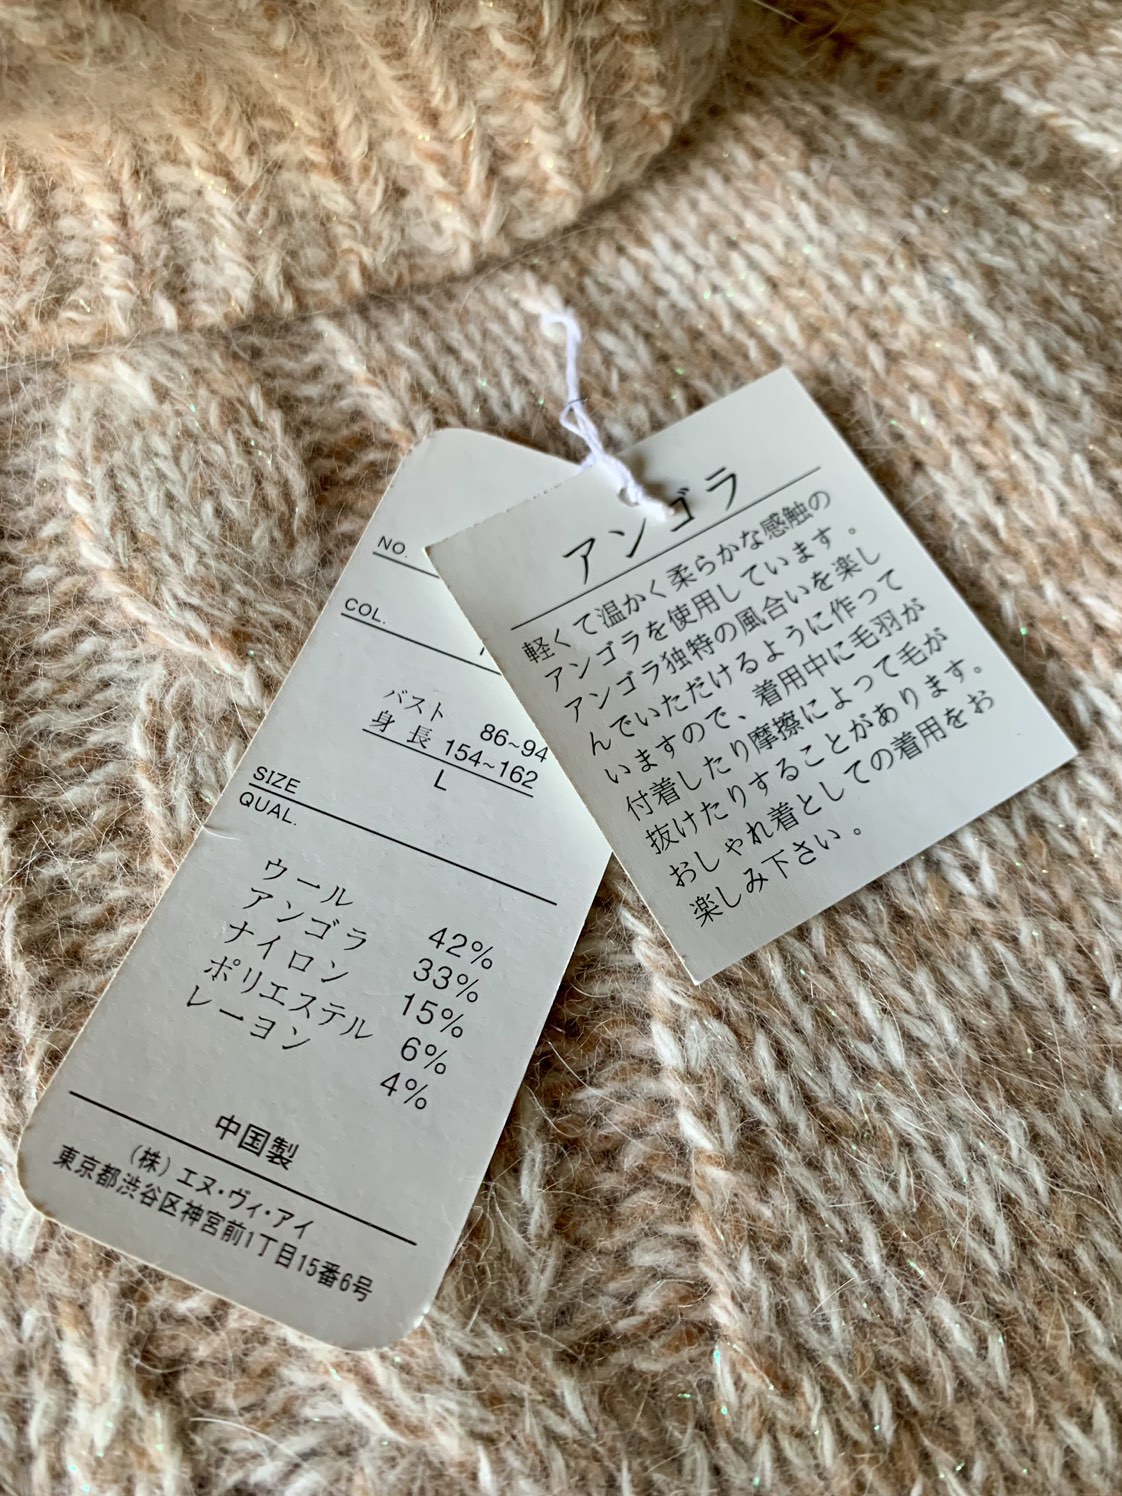 NO.
COL.
バスト 86~94
身長 154~162
L
SIZE
QUAL.
ウール 42%
アンゴラ 33%
ナイロン 15%
ポリエステル 6%
レーヨン 4%
中国製
(株)エヌ・ヴィ・アイ
東京都渋谷区神宮前1丁目15番6号
アンゴラ
軽くて温かく柔らかな感触の
アンゴラを使用しています。
アンゴラ独特の風合いを楽し
んでいただけるように作って
いますので、着用中に毛羽が
付着したり摩擦によって毛が
抜けたりすることがあります。
おしゃれ着としての着用をお
楽しみ下さい。